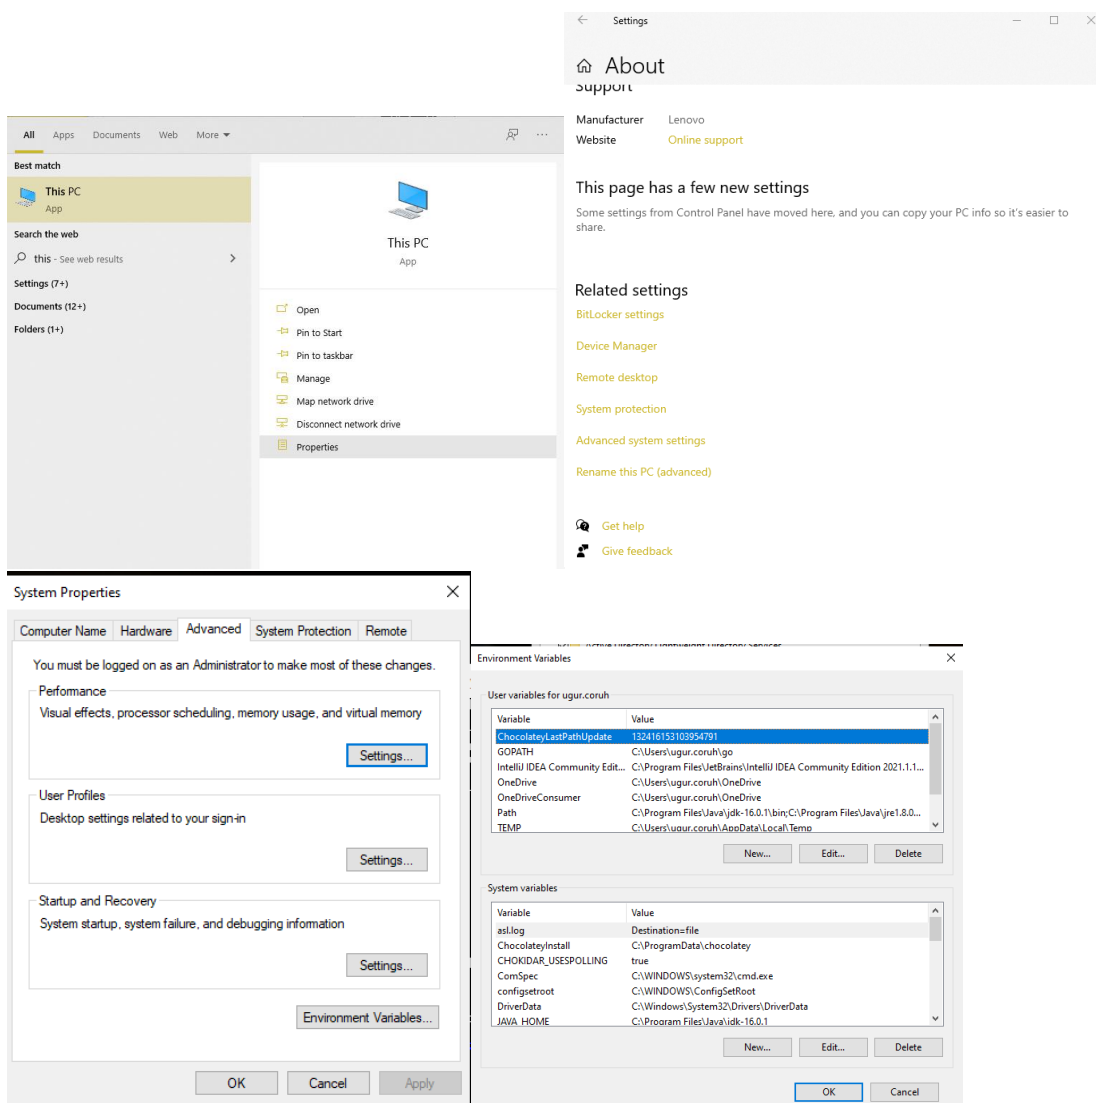 Settings
About
Support
Manufacturer Lenovo
Website Online support
This page has a few new settings
Some settings from Control Panel have moved here, and you can copy your PC info so it's easier to
share.
Related settings
BitLocker settings
Device Manager
Remote desktop
System protection
Advanced system settings
Rename this PC (advanced)
Get help
Give feedback
All Apps Documents Web More
Best match
This PC
App
Search the web
this - See web results
Settings (7+)
Documents (12+)
Folders (1+)
This PC
App
Open
Pin to Start
Pin to taskbar
Manage
Map network drive
Disconnect network drive
Properties
System Properties
Computer Name Hardware Advanced System Protection Remote
You must be logged on as an Administrator to make most of these changes.
Performance
Visual effects, processor scheduling, memory usage, and virtual memory
Settings...
User Profiles
Desktop settings related to your sign-in
Settings...
Startup and Recovery
System startup, system failure, and debugging information
Settings...
Environment Variables...
OK Cancel Apply
Active Directory Lightweight Directory Services
Environment Variables
User variables for ugur.coruh
Variable Value
ChocolateyLastPathUpdate 132416153103954791
GOPATH C:\Users\ugur.coruh\go
IntelliJ IDEA Community Edit... C:\Program Files\JetBrains\IntelliJ IDEA Community Edition 2021.1.1...
OneDrive C:\Users\ugur.coruh\OneDrive
OneDriveConsumer C:\Users\ugur.coruh\OneDrive
Path C:\Program Files\Java\jdk-16.0.1\bin;C:\Program Files\Java\jre1.8.0...
TEMP C:\Users\ugur.coruh\AppData\Local\Temp
New... Edit... Delete
System variables
Variable Value
asl.log Destination=file
ChocolateyInstall C:\ProgramData\chocolatey
CHOKIDAR_USESPOLLING true
ComSpec C:\WINDOWS\system32\cmd.exe
configsetroot C:\WINDOWS\ConfigSetRoot
DriverData C:\Windows\System32\Drivers\DriverData
JAVA_HOME C:\Program Files\Java\jdk-16.0.1
New... Edit... Delete
OK Cancel